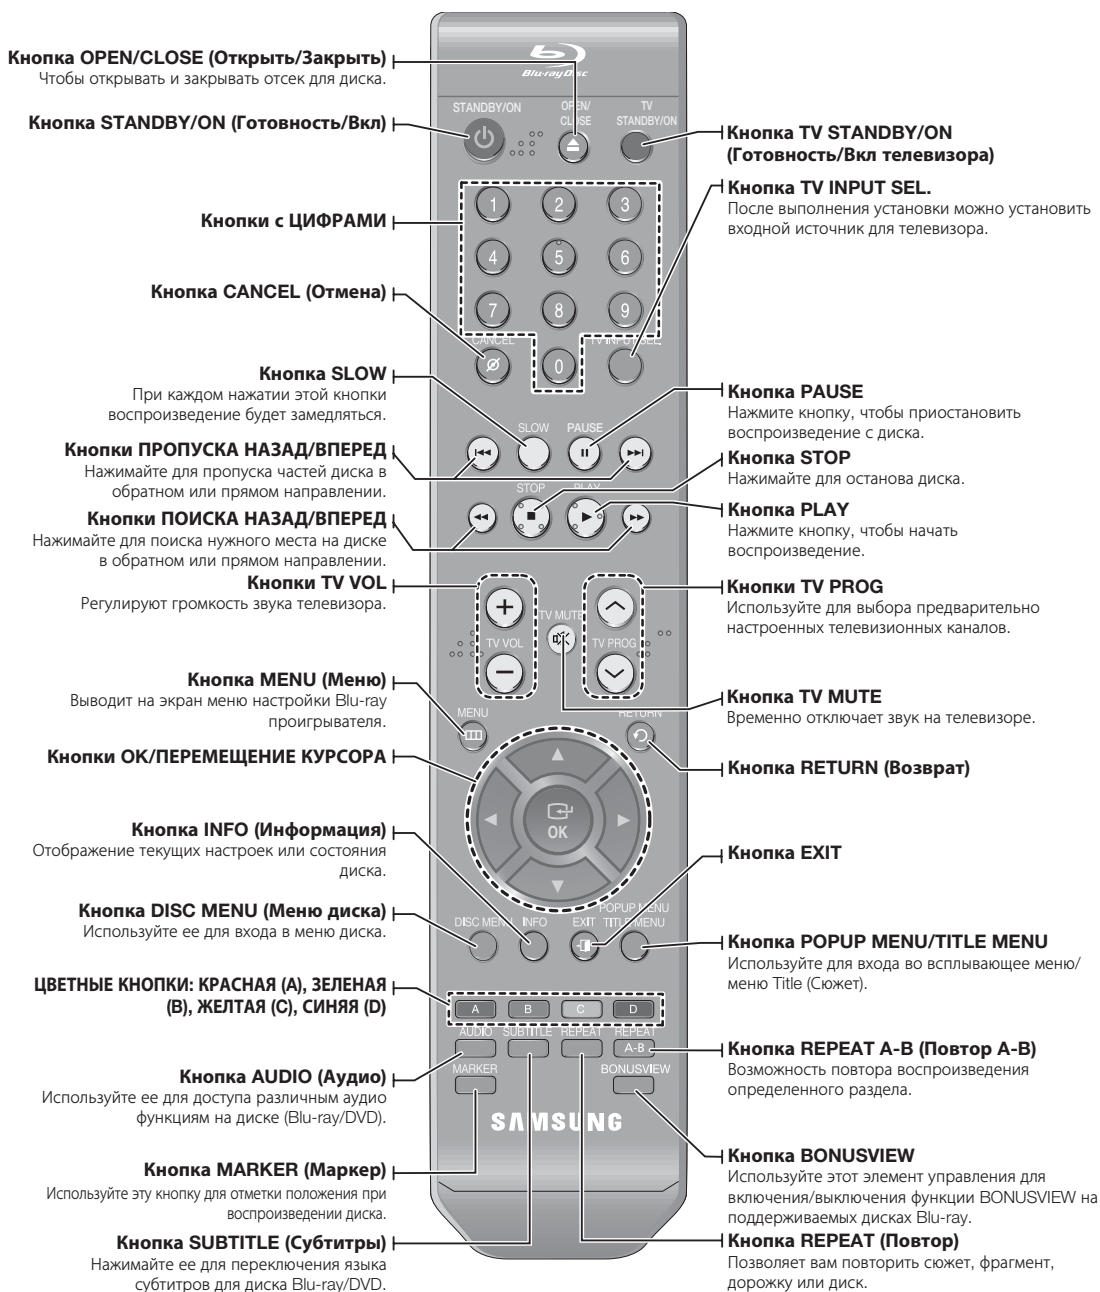 Кнопка OPEN/CLOSE (Открыть/Закрыть)
Чтобы открывать и закрывать отсек для диска.
Кнопка STANDBY/ON (Готовность/Вкл)
Кнопки с ЦИФРАМИ
Кнопка CANCEL (Отмена)
Кнопка SLOW
При каждом нажатии этой кнопки
воспроизведение будет замедляться.
Кнопки ПРОПУСКА НАЗАД/ВПЕРЕД
Нажимайте для пропуска частей диска в
обратном или прямом направлении.
Кнопки ПОИСКА НАЗАД/ВПЕРЕД
Нажимайте для поиска нужного места на диске
в обратном или прямом направлении.
Кнопки TV VOL
Регулируют громкость звука телевизора.
Кнопка MENU (Меню)
Выводит на экран меню настройки Blu-ray
проигрывателя.
Кнопки ОК/ПЕРЕМЕЩЕНИЕ КУРСОРА
Кнопка INFO (Информация)
Отображение текущих настроек или состояния
диска.
Кнопка DISC MENU (Меню диска)
Используйте ее для входа в меню диска.
ЦВЕТНЫЕ КНОПКИ: КРАСНАЯ (A), ЗЕЛЕНАЯ
(B), ЖЕЛТАЯ (C), СИНЯЯ (D)
Кнопка AUDIO (Аудио)
Используйте ее для доступа различным аудио
функциям на диске (Blu-ray/DVD).
Кнопка MARKER (Маркер)
Используйте эту кнопку для отметки положения при
воспроизведении диска.
Кнопка SUBTITLE (Субтитры)
Нажимайте ее для переключения языка
субтитров для диска Blu-ray/DVD.
Blu-ray Disc
STANDBY/ON
OPEN/
CLOSE
TV
STANDBY/ON
1 2 3
4 5 6
7 8 9
CANCEL
0
TV INPUT SEL.
SLOW PAUSE
STOP PLAY
TV VOL
TV MUTE
TV PROG
MENU
RETURN
OK
DISC MENU INFO EXIT
POPUP MENU
TITLE MENU
A B C D
AUDIO SUBTITLE REPEAT REPEAT
A-B
MARKER
BONUSVIEW
SAMSUNG
Кнопка TV STANDBY/ON
(Готовность/Вкл телевизора)
Кнопка TV INPUT SEL.
После выполнения установки можно установить
входной источник для телевизора.
Кнопка PAUSE
Нажмите кнопку, чтобы приостановить
воспроизведение с диска.
Кнопка STOP
Нажимайте для останова диска.
Кнопка PLAY
Нажмите кнопку, чтобы начать
воспроизведение.
Кнопки TV PROG
Используйте для выбора предварительно
настроенных телевизионных каналов.
Кнопка TV MUTE
Временно отключает звук на телевизоре.
Кнопка RETURN (Возврат)
Кнопка EXIT
Кнопка POPUP MENU/TITLE MENU
Используйте для входа во всплывающее меню/
меню Title (Сюжет).
Кнопка REPEAT A-B (Повтор A-B)
Возможность повтора воспроизведения
определенного раздела.
Кнопка BONUSVIEW
Используйте этот элемент управления для
включения/выключения функции BONUSVIEW на
поддерживаемых дисках Blu-ray.
Кнопка REPEAT (Повтор)
Позволяет вам повторить сюжет, фрагмент,
дорожку или диск.